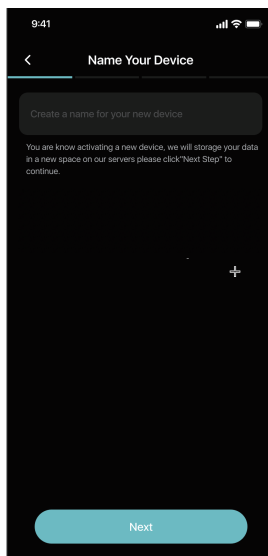 9:41
Name Your Device
Create a name for your new device
You are know activating a new device, we will storage your data
in a new space on our servers please click"Next Step" to
continue.
Next